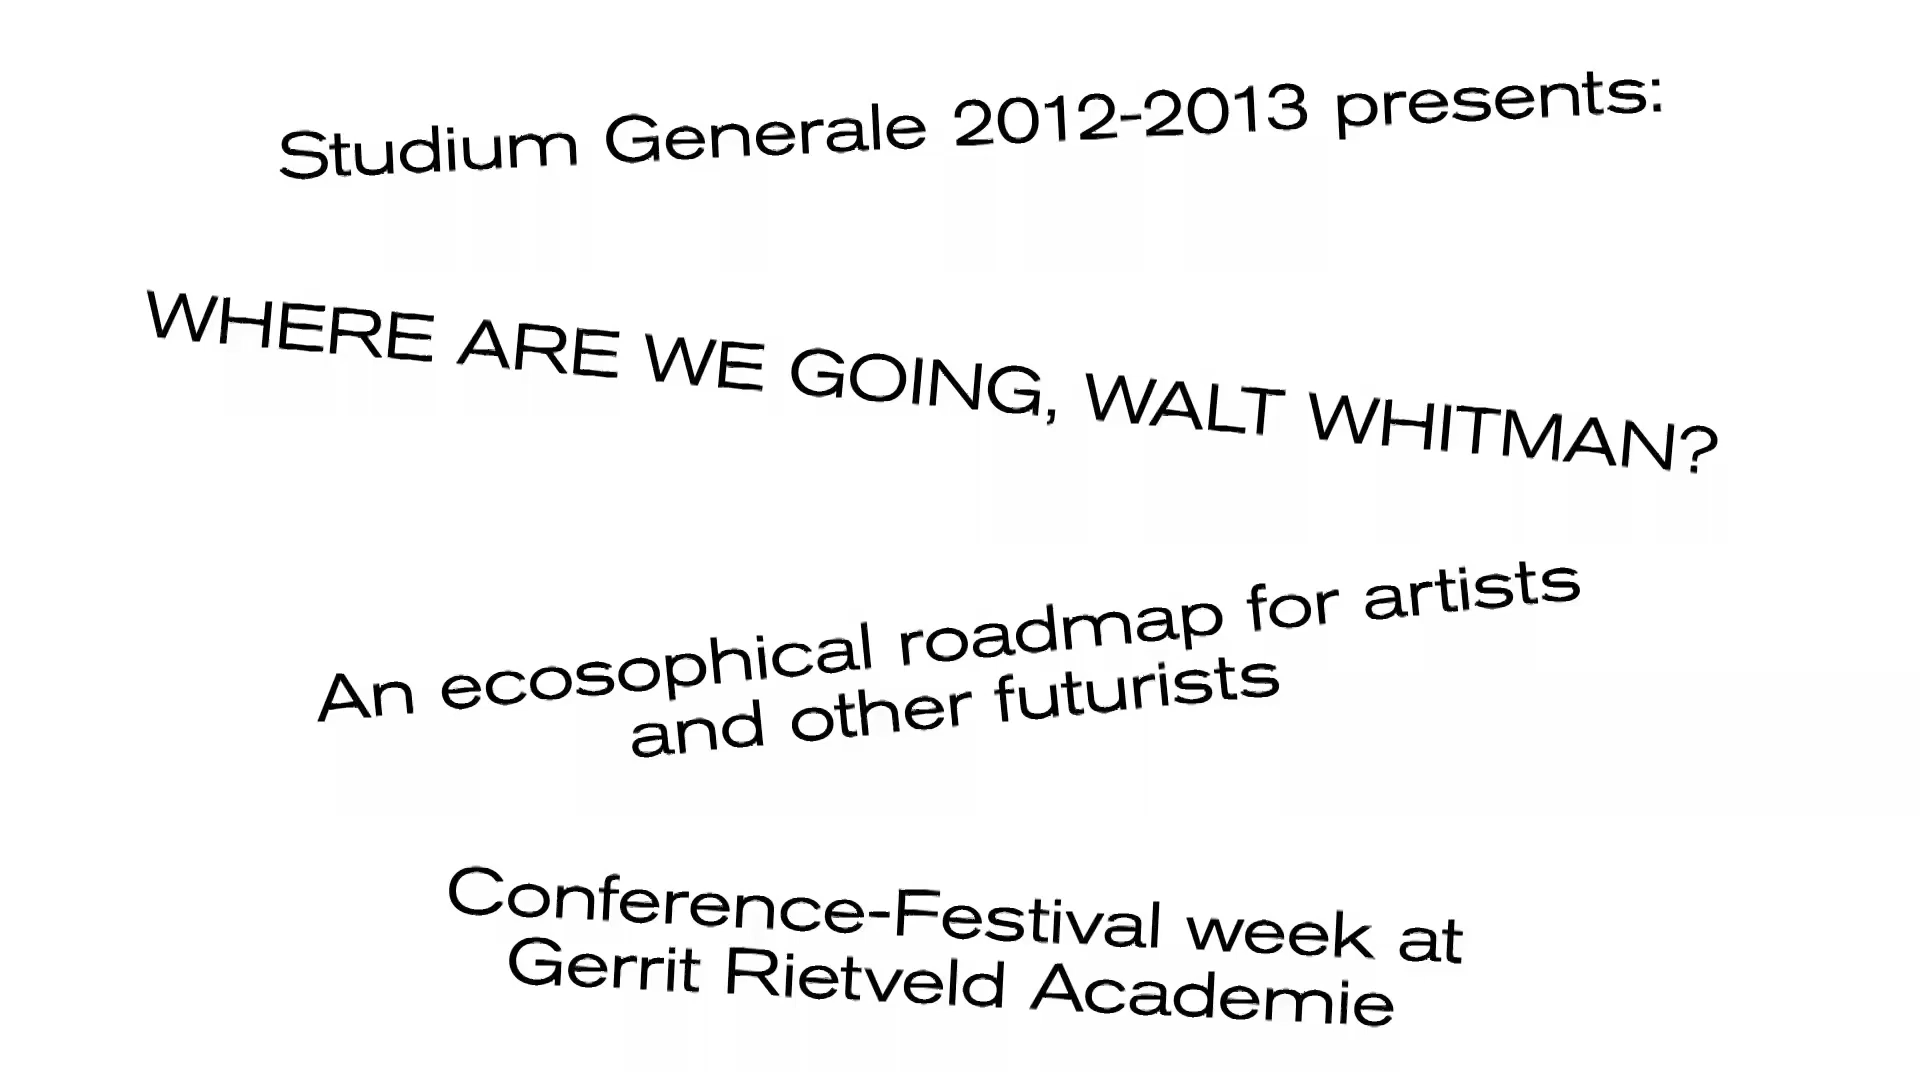 Studium Generale 2012-2013 presents:
WHERE ARE WE GOING, WALT WHITMAN?
An ecosophical roadmap for artists
and other futurists
Conference-Festival week at
Gerrit Rietveld Academie